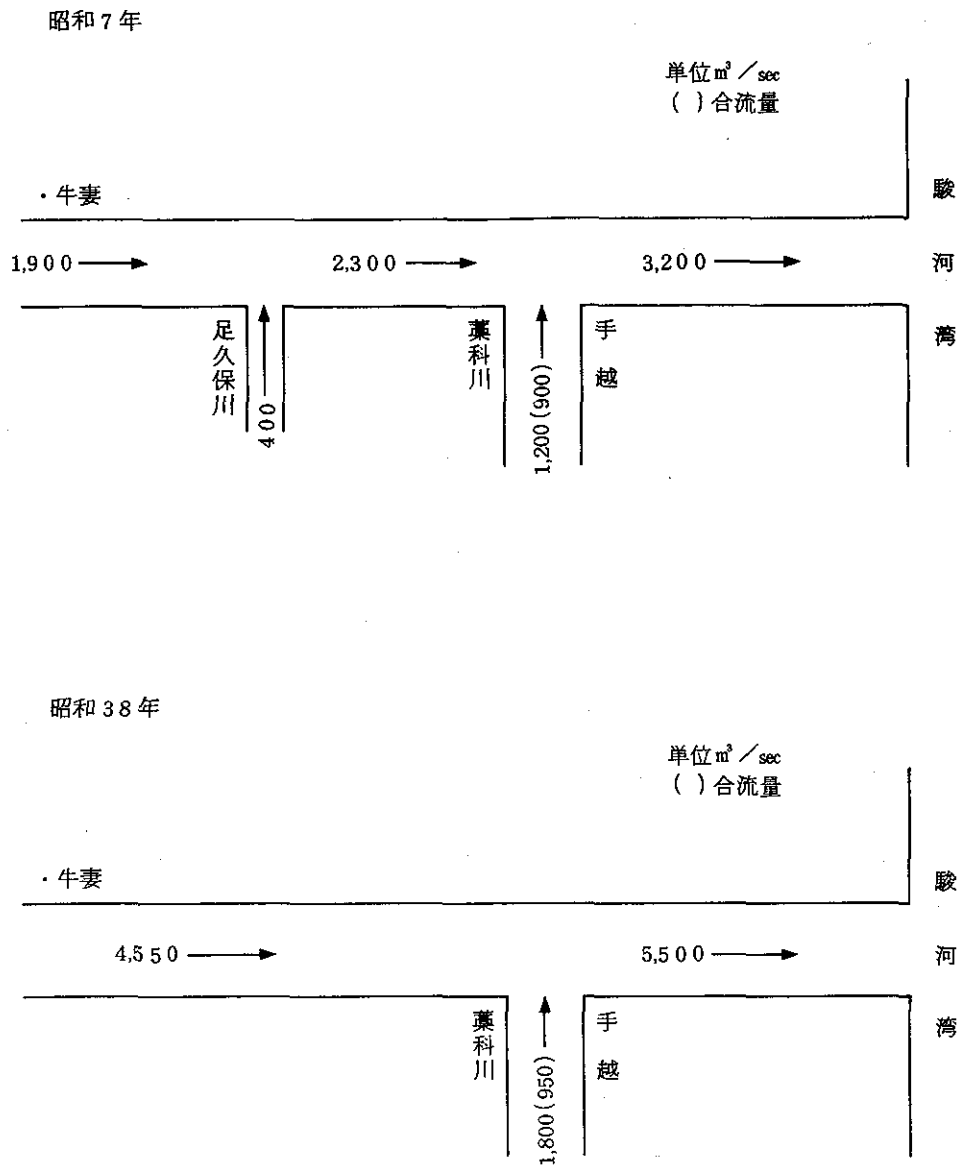 昭和7年
単位㎥/sec
( )合流量
・牛妻
1,900
2,300
3,200
駿河湾
足久保川
400
藁科川
1,200(900)
手越
昭和38年
単位㎥/sec
( )合流量
・牛妻
4,550
5,500
駿河湾
藁科川
1,800(950)
手越